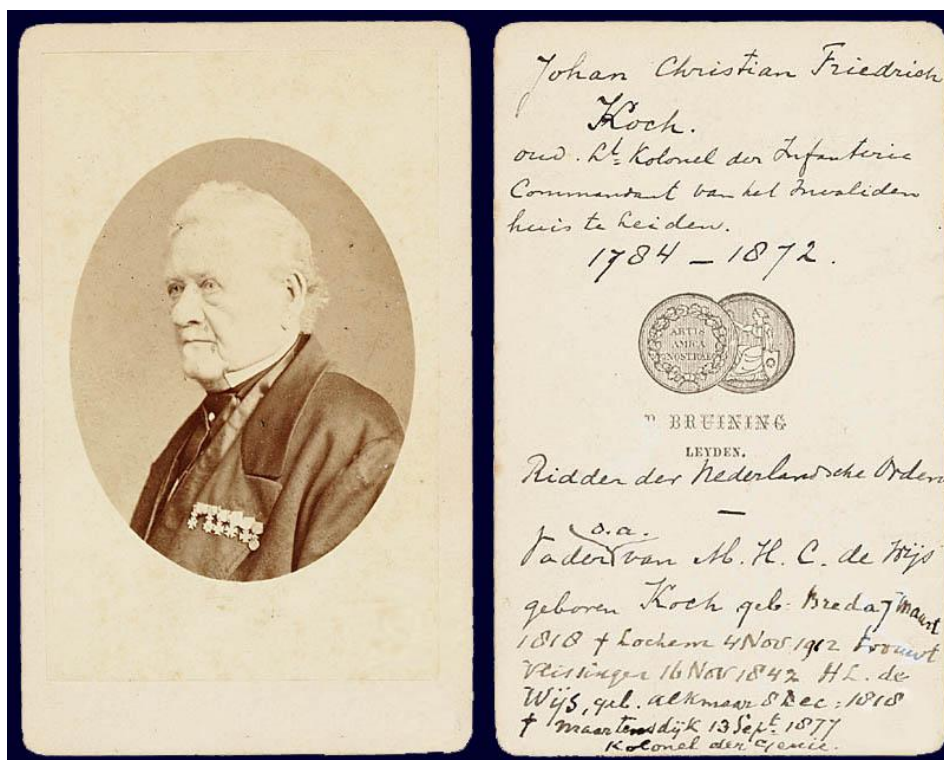 Johan Christian Friedrich
Koch.
oud. Lt. Kolonel der Infanterie
Commandant van het Invaliden
huis te Leiden.
1784 – 1872.
ARTIS
AMICA
NOSTRAE
BRUINING
LEYDEN.
Ridder der Nederlandsche Orden
—
o.a.
Vader van M. H. C. de Wijs
geboren Koch geb. Breda 7 Maart
1818 † Lochem 4 Nov 1912 trouwt
Vlissingen 16 Nov 1842 H L. de
Wijs, geb. Alkmaar 8 Dec: 1818
† Maartensdijk 13 Sept. 1877
Kolonel der Genie.